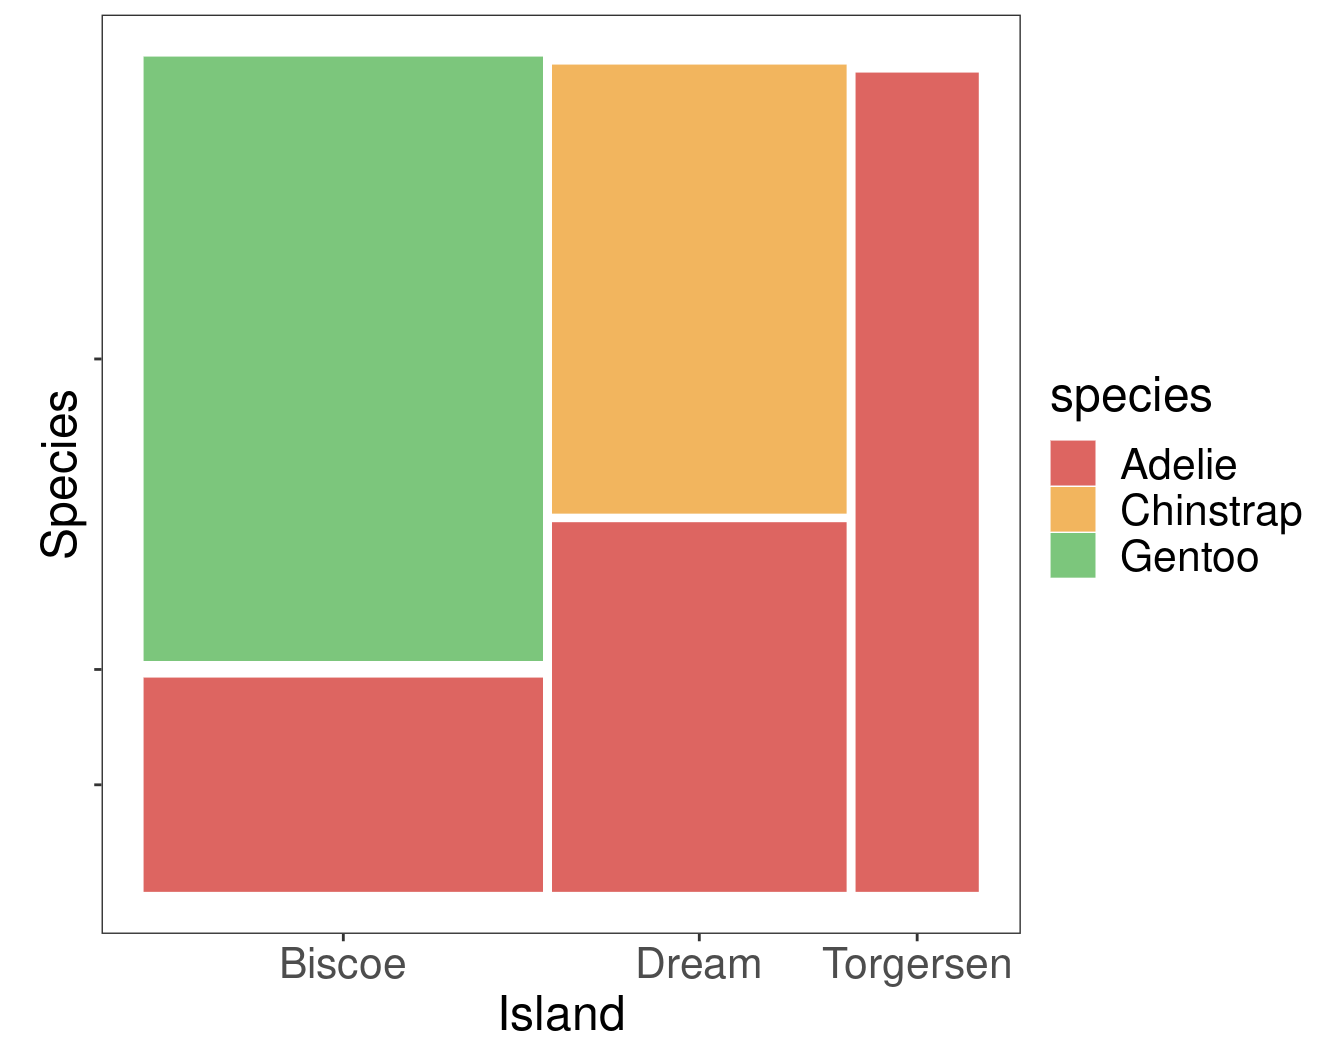 Species
species
Adelie
Chinstrap
Gentoo
Biscoe Dream Torgersen
Island